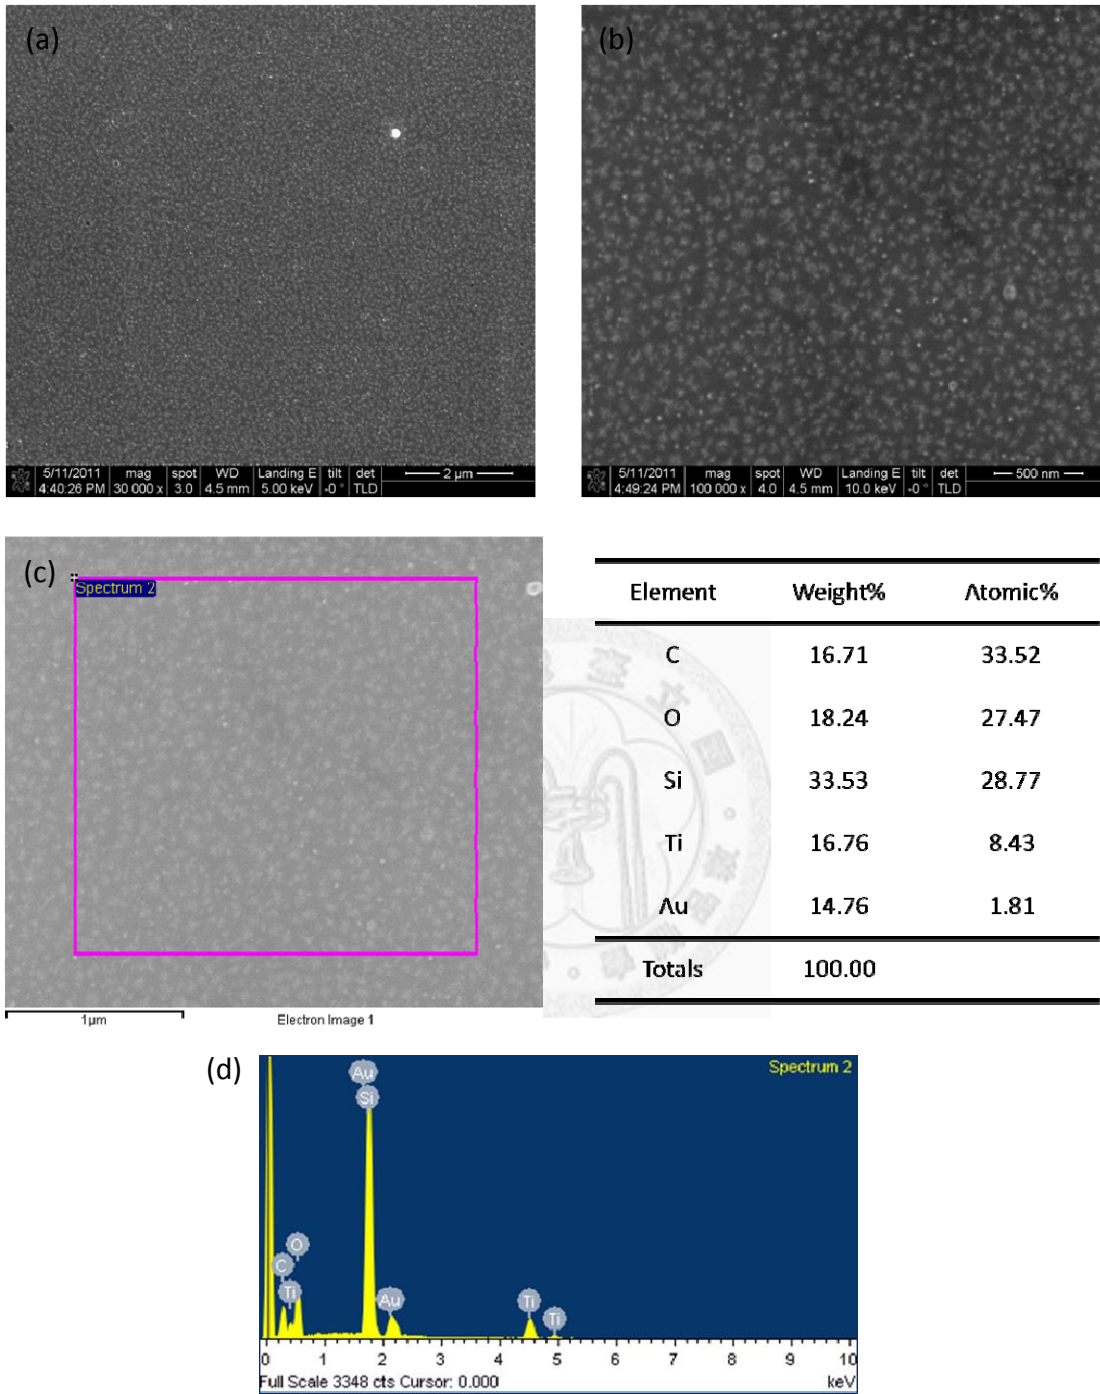 (a)
5/11/2011 mag spot WD Landing E tilt det 2 µm
4:40:26 PM 30 000 x 3.0 4.5 mm 5.00 keV -0 ° TLD
(b)
5/11/2011 mag spot WD Landing E tilt det 500 nm
4:49:24 PM 100 000 x 4.0 4.5 mm 10.0 keV -0 ° TLD
(c)
Spectrum 2
1µm Electron Image 1
Element Weight% Atomic%
C 16.71 33.52
O 18.24 27.47
Si 33.53 28.77
Ti 16.76 8.43
Au 14.76 1.81
Totals 100.00
(d)
Spectrum 2
Au
Si
O
C
Ti
Au
Ti
Ti
0 1 2 3 4 5 6 7 8 9 10
Full Scale 3348 cts Cursor: 0.000 keV